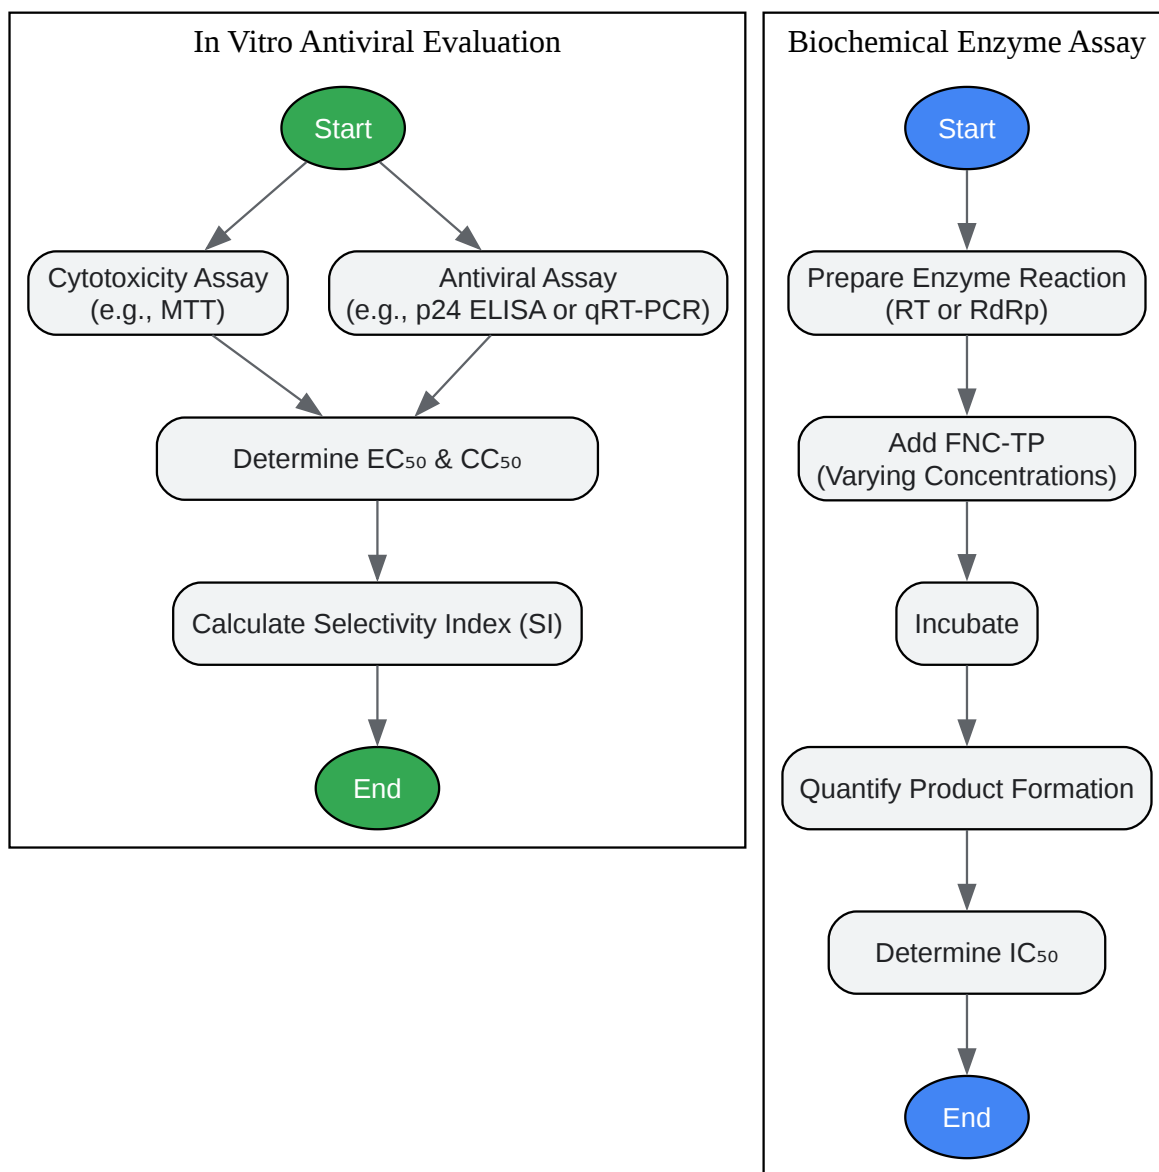 In Vitro Antiviral Evaluation
Start
Cytotoxicity Assay
(e.g., MTT)
Antiviral Assay
(e.g., p24 ELISA or qRT-PCR)
Determine EC₅₀ & CC₅₀
Calculate Selectivity Index (SI)
End
Biochemical Enzyme Assay
Start
Prepare Enzyme Reaction
(RT or RdRp)
Add FNC-TP
(Varying Concentrations)
Incubate
Quantify Product Formation
Determine IC₅₀
End